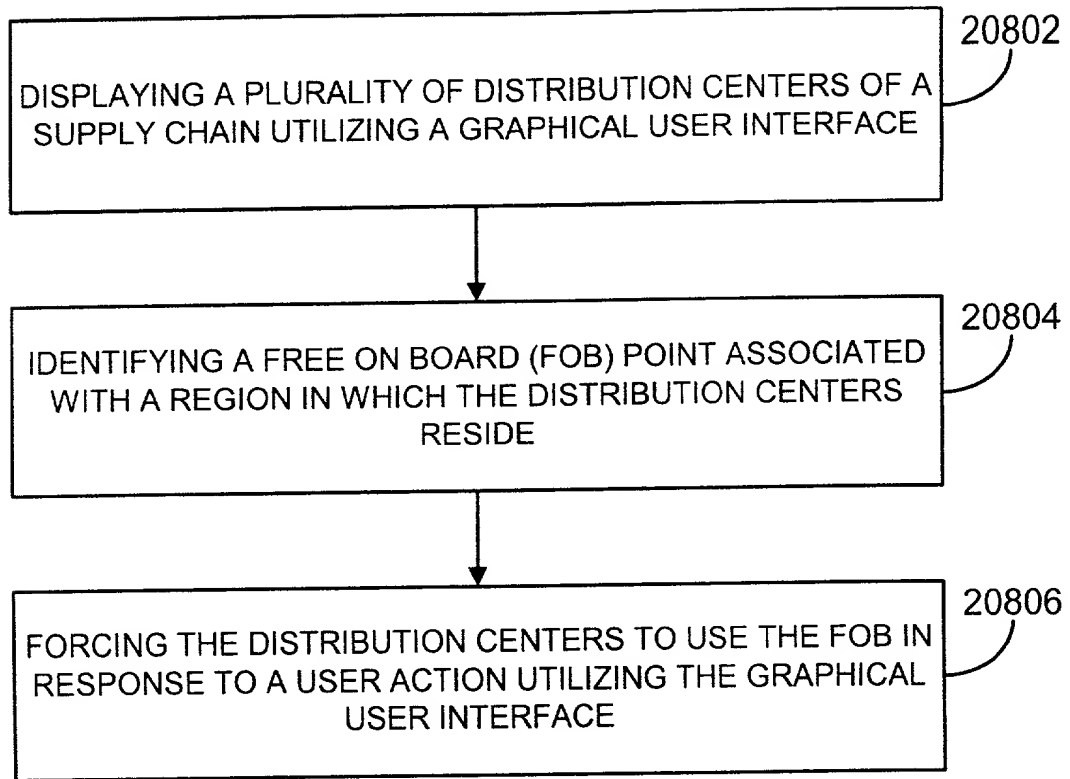 20802
DISPLAYING A PLURALITY OF DISTRIBUTION CENTERS OF A
SUPPLY CHAIN UTILIZING A GRAPHICAL USER INTERFACE
20804
IDENTIFYING A FREE ON BOARD (FOB) POINT ASSOCIATED
WITH A REGION IN WHICH THE DISTRIBUTION CENTERS
RESIDE
20806
FORCING THE DISTRIBUTION CENTERS TO USE THE FOB IN
RESPONSE TO A USER ACTION UTILIZING THE GRAPHICAL
USER INTERFACE